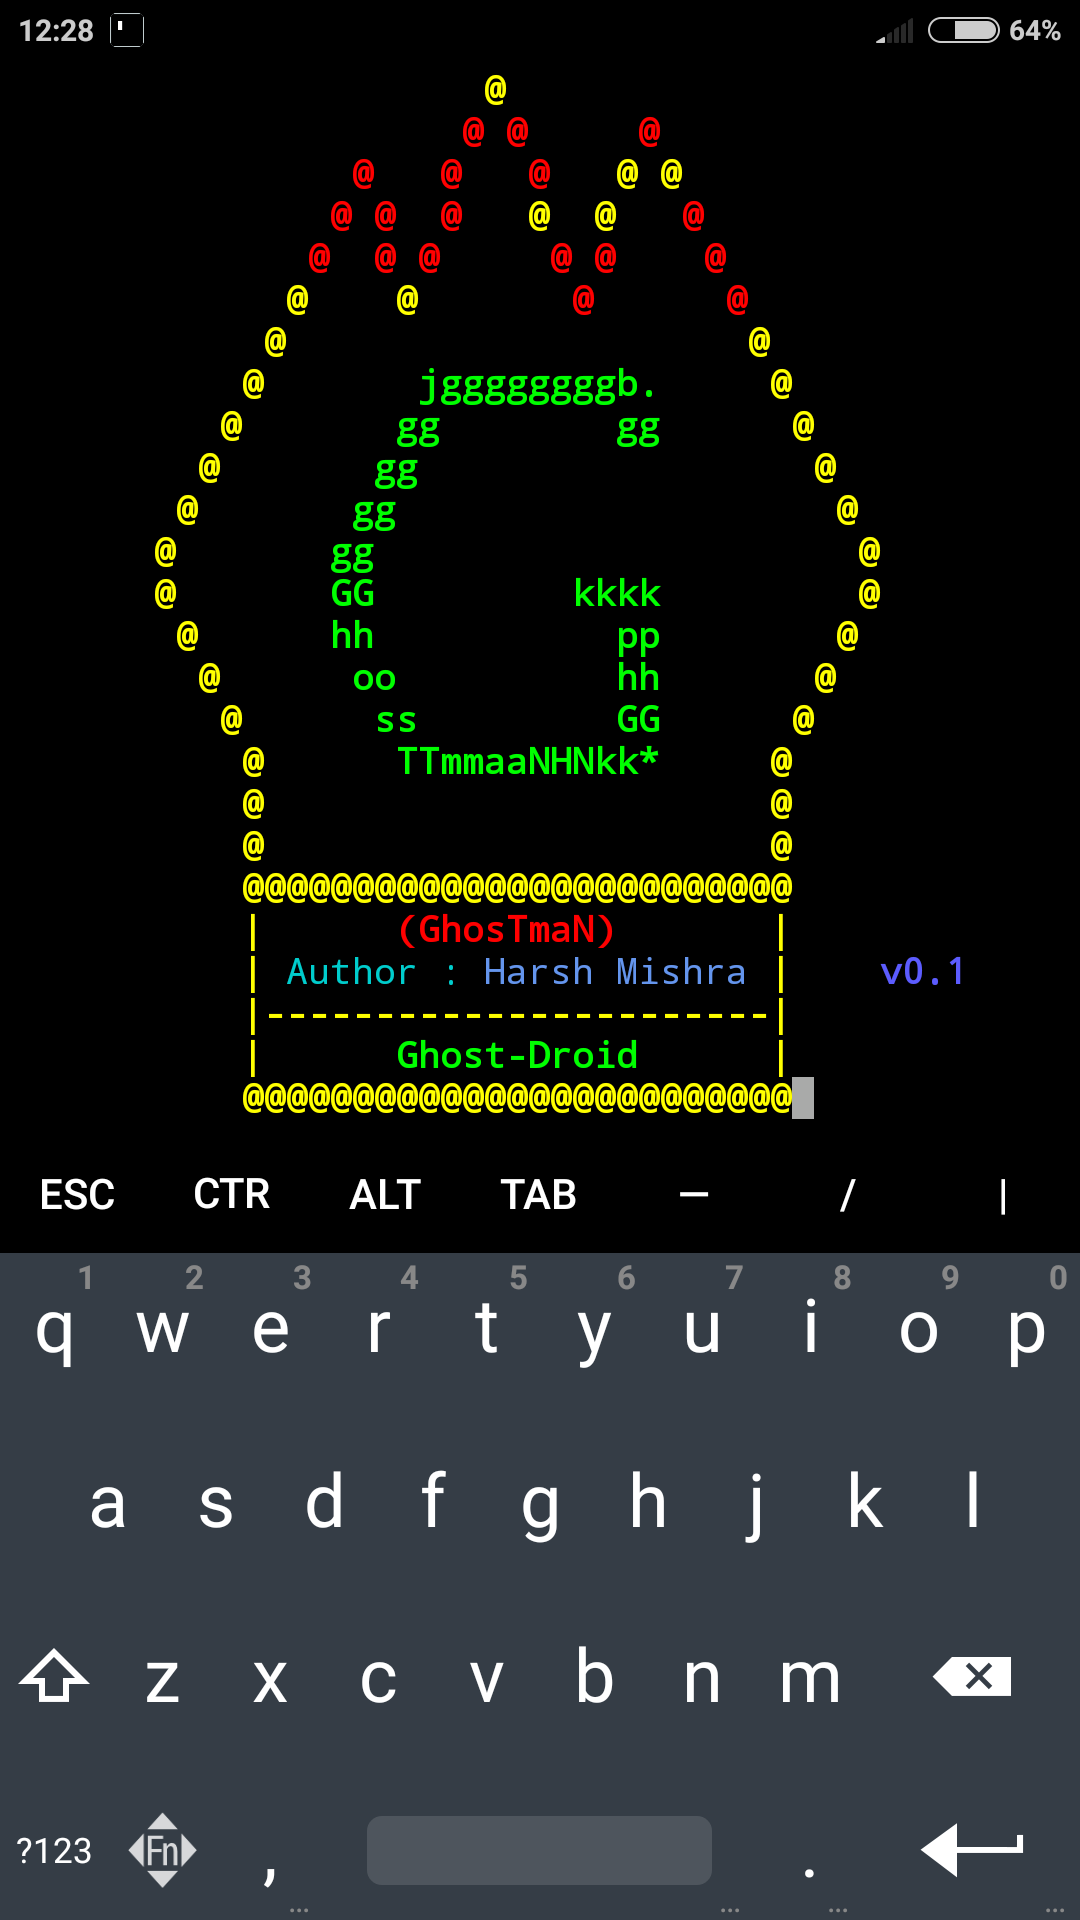 12:28 64%
@
@ @ @
@ @ @ @ @
@ @ @ @ @ @
@ @ @ @ @ @
@ @ @ @
@ @
@ jggggggggb. @
@ gg gg @
@ gg @
@ gg @
@ gg @
@ GG kkkk @
@ hh pp @
@ oo hh @
@ ss GG @
@ TTmmaaNHNkk* @
@ @
@ @
@@@@@@@@@@@@@@@@@@@@@@@@@
| (GhosTmaN) |
| Author : Harsh Mishra | v0.1
|-----------------------|
| Ghost-Droid |
@@@@@@@@@@@@@@@@@@@@@@@@@
ESC CTR ALT TAB — / |
1 2 3 4 5 6 7 8 9 0
q w e r t y u i o p
a s d f g h j k l
z x c v b n m
?123 Fn , .
... ... ... ...